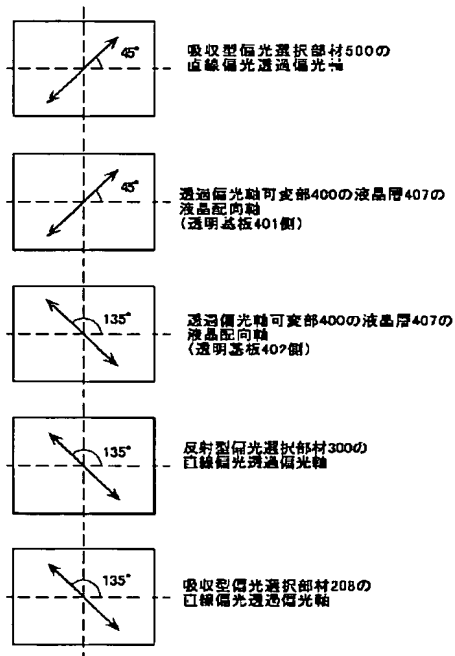 45°
吸収型偏光選択部材500の
直線偏光透過偏光軸
45°
透過偏光軸可変部400の液晶層407の
液晶配向軸
(透明基板401側)
135°
透過偏光軸可変部400の液晶層407の
液晶配向軸
(透明基板402側)
135°
反射型偏光選択部材300の
直線偏光透過偏光軸
135°
吸収型偏光選択部材208の
直線偏光透過偏光軸